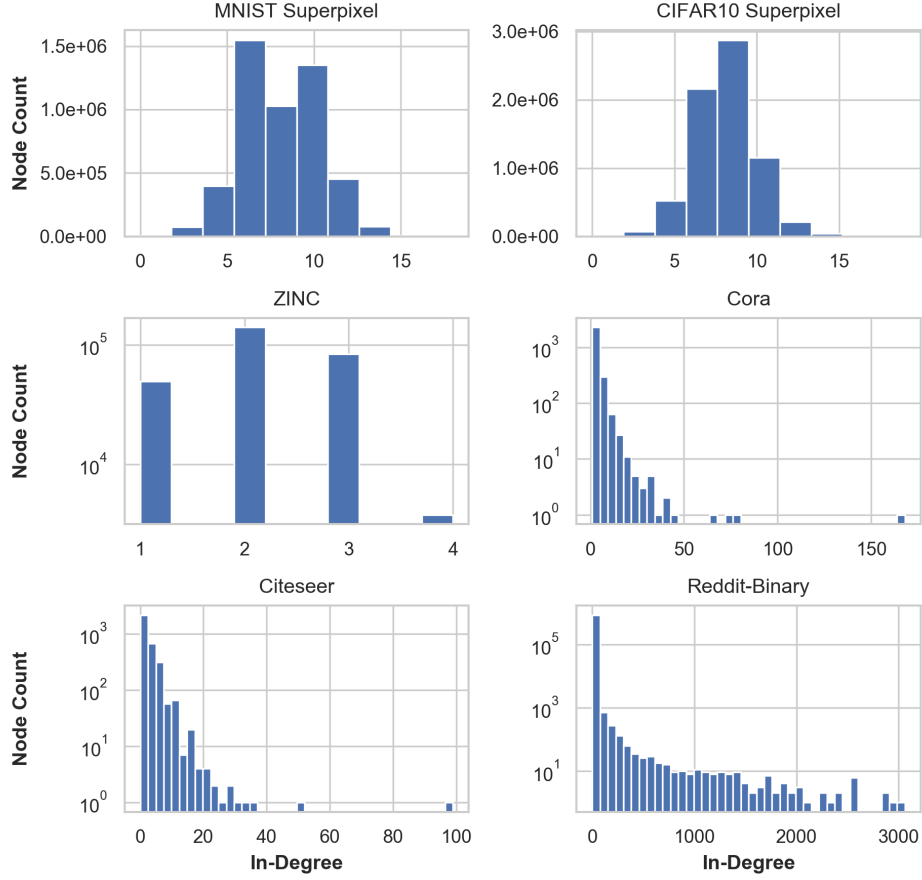 MNIST Superpixel
CIFAR10 Superpixel
Node Count
1.5e+06
1.0e+06
5.0e+05
0.0e+00
0 5 10 15
3.0e+06
2.0e+06
1.0e+06
0.0e+00
0 5 10 15
ZINC
Cora
Node Count
10^5
10^4
1 2 3 4
10^3
10^2
10^1
10^0
0 50 100 150
Citeseer
Reddit-Binary
Node Count
10^3
10^2
10^1
10^0
0 20 40 60 80 100
In-Degree
10^5
10^3
10^1
0 1000 2000 3000
In-Degree